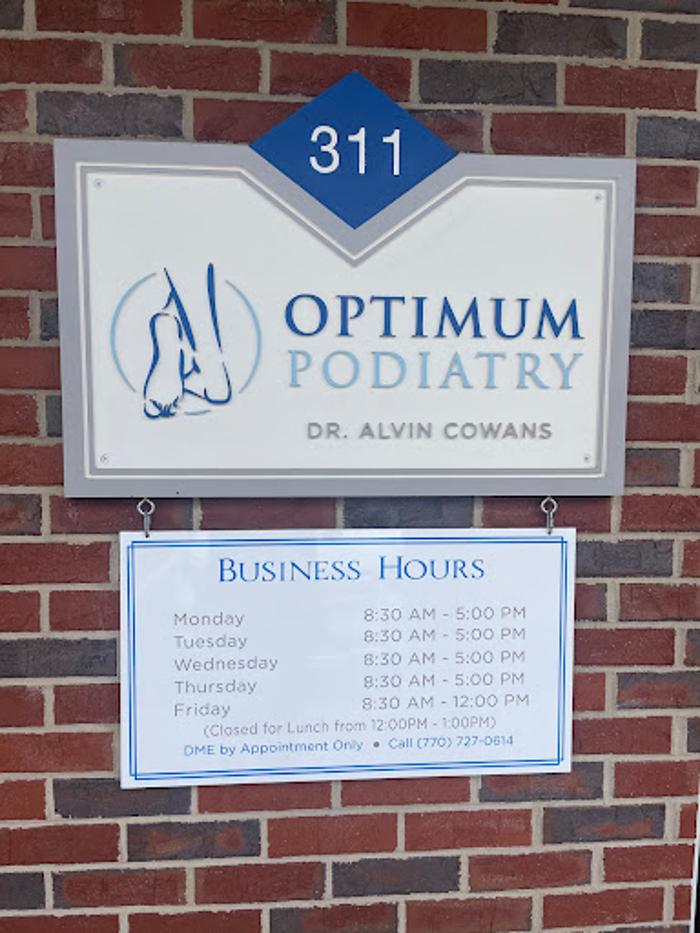 311
OPTIMUM
PODIATRY
DR. ALVIN COWANS
BUSINESS HOURS
Monday 8:30 AM - 5:00 PM
Tuesday 8:30 AM - 5:00 PM
Wednesday 8:30 AM - 5:00 PM
Thursday 8:30 AM - 5:00 PM
Friday 8:30 AM - 12:00 PM
(Closed for Lunch from 12:00PM - 1:00PM)
DME by Appointment Only • Call (770) 727-0614